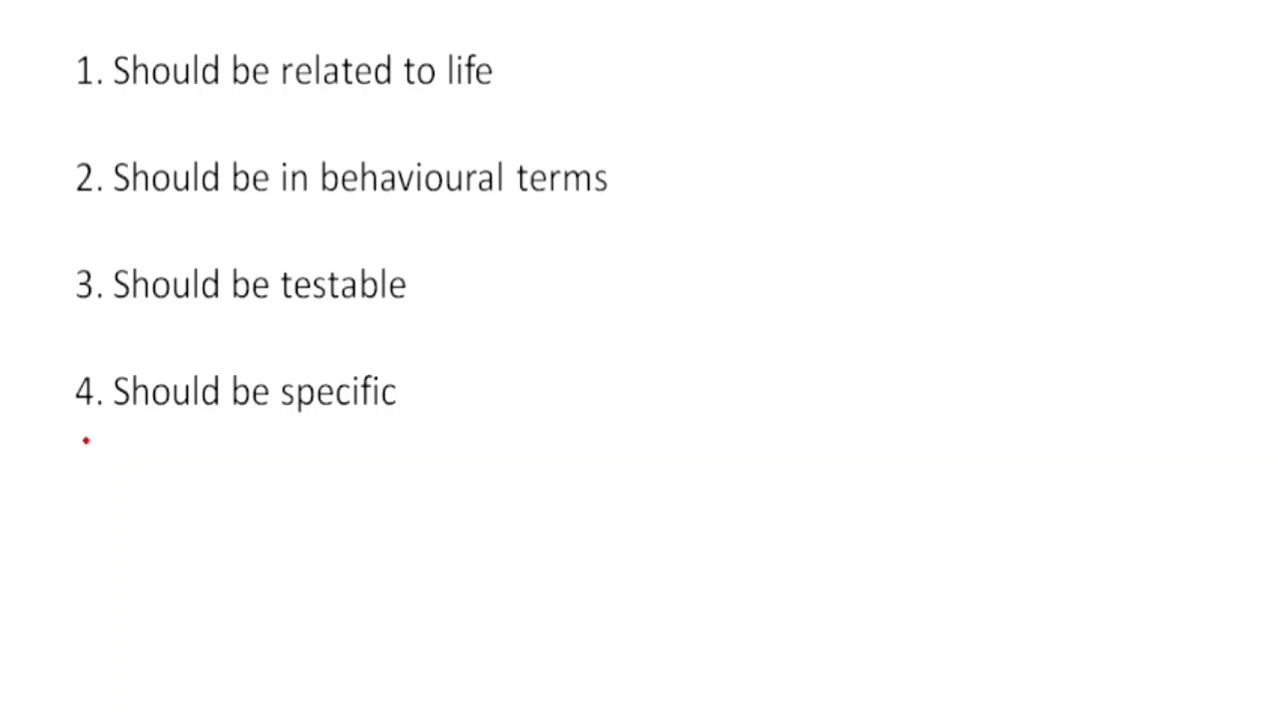 1. Should be related to life
2. Should be in behavioural terms
3. Should be testable
4. Should be specific